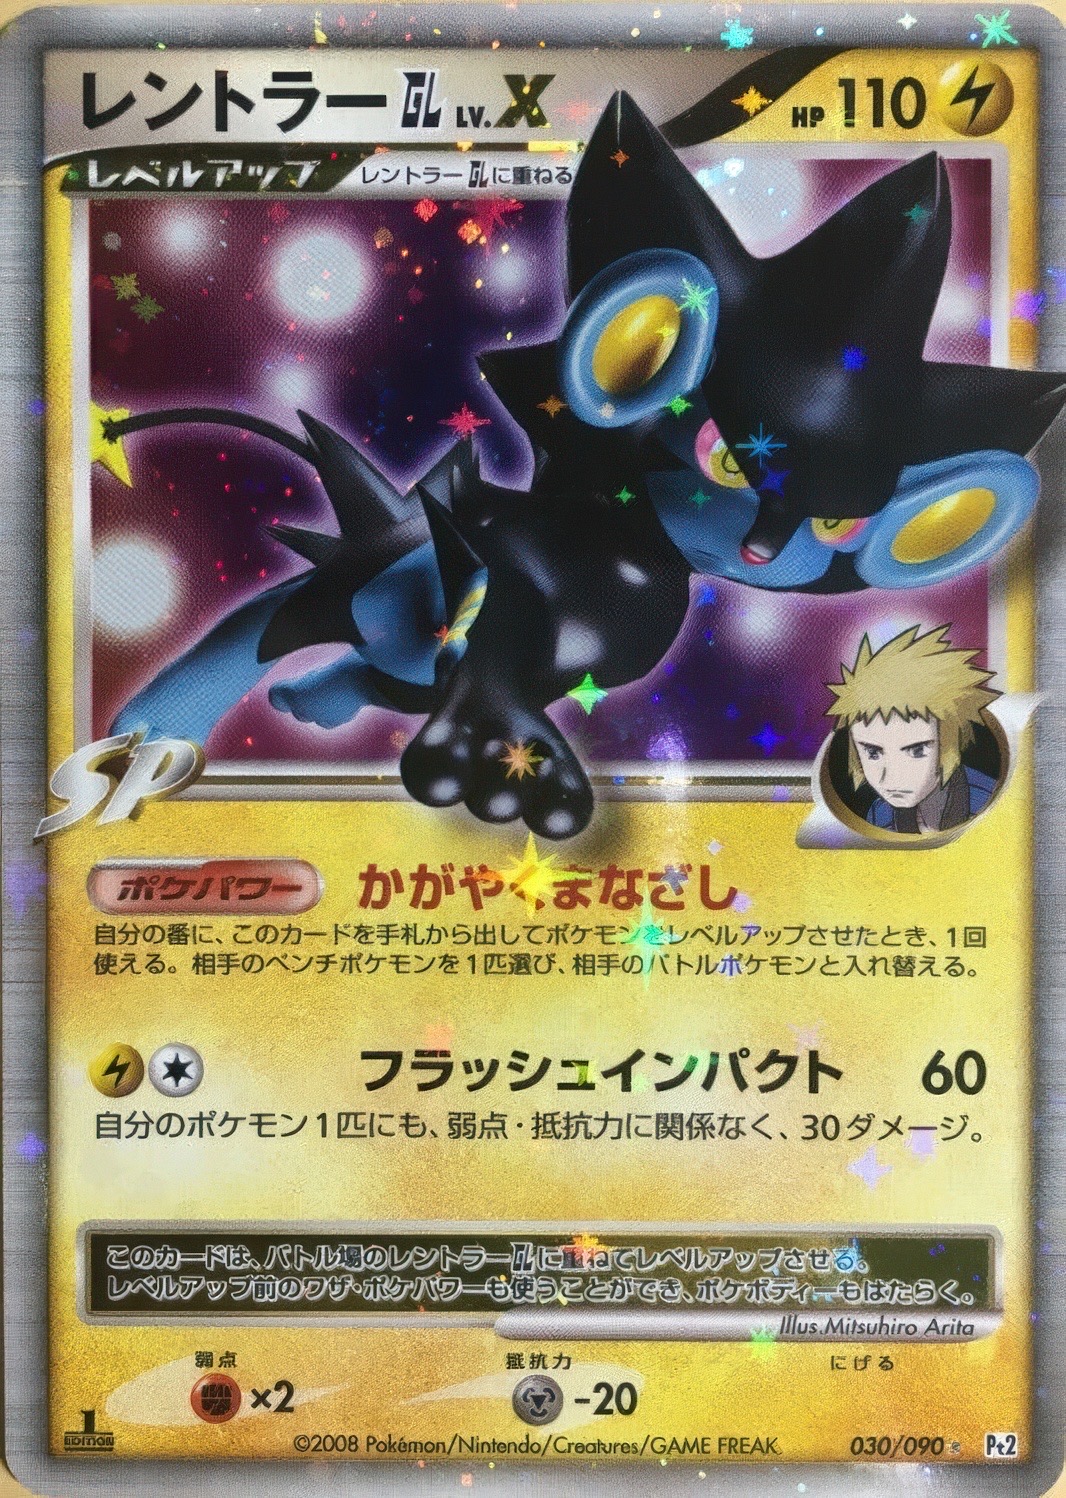 レントラーGL LV.X HP 110
レベルアップ レントラーGLに重ねる
SP
ポケパワー かがやくまなざし
自分の番に、このカードを手札から出してポケモンをレベルアップさせたとき、1回
使える。相手のベンチポケモンを1匹選び、相手のバトルポケモンと入れ替える。
フラッシュインパクト 60
自分のポケモン1匹にも、弱点・抵抗力に関係なく、30ダメージ。
このカードは、バトル場のレントラーGLに重ねてレベルアップさせる。
レベルアップ前のワザ・ポケパワーも使うことができ、ポケボディーもはたらく。
Illus.Mitsuhiro Arita
弱点 抵抗力 にげる
×2 -20
1 EDITION
©2008 Pokémon/Nintendo/Creatures/GAME FREAK. 030/090 Pt2